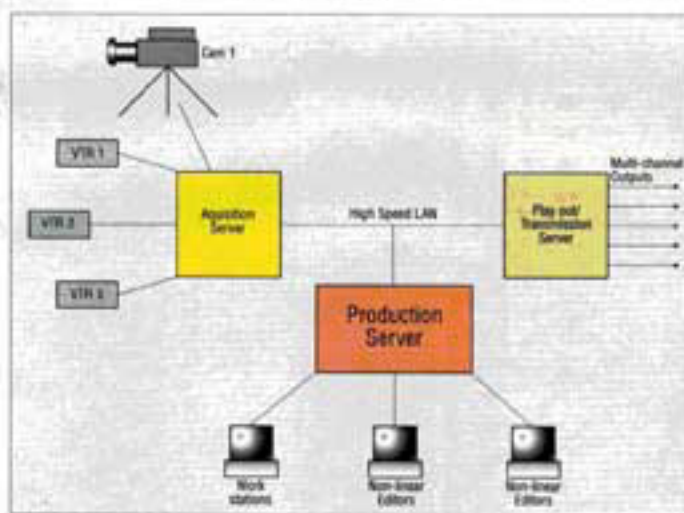 Cam 1
VTR 1
VTR 2
VTR 3
Aquisition
Server
High Speed LAN
Multi-channel
Outputs
Play out/
Transmission
Server
Production
Server
Work
stations
Non-linear
Editors
Non-linear
Editors